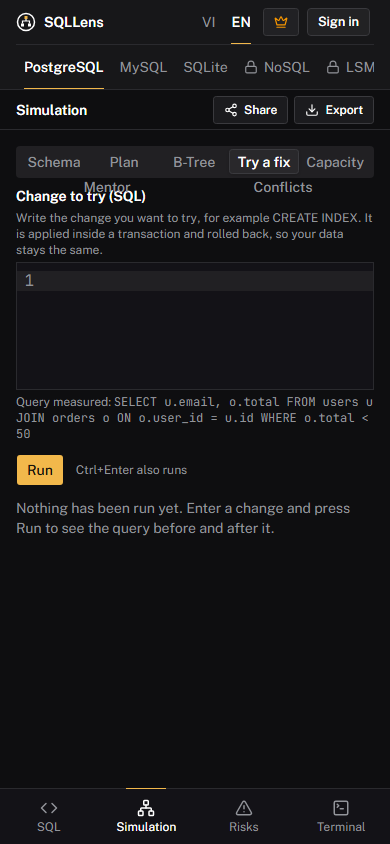 SQLLens VI EN Sign in
PostgreSQL MySQL SQLite NoSQL LSM
Simulation Share Export
Schema Plan B-Tree Try a fix Capacity
Mentor Conflicts
Change to try (SQL)
Write the change you want to try, for example CREATE INDEX. It
is applied inside a transaction and rolled back, so your data
stays the same.
1
Query measured: SELECT u.email, o.total FROM users u
JOIN orders o ON o.user_id = u.id WHERE o.total <
50
Run Ctrl+Enter also runs
Nothing has been run yet. Enter a change and press
Run to see the query before and after it.
SQL Simulation Risks Terminal